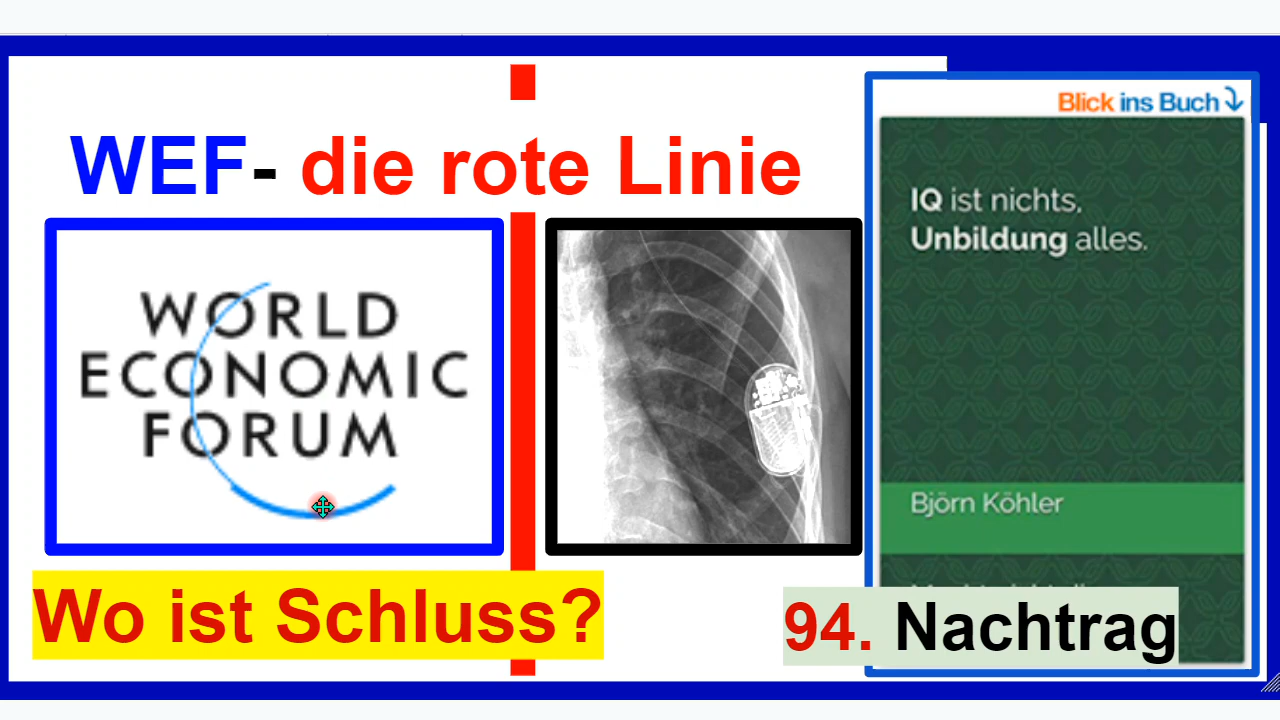 WEF- die rote Linie
WORLD
ECONOMIC
FORUM
Wo ist Schluss?
Blick ins Buch
IQ ist nichts,
Unbildung alles.
Björn Köhler
94. Nachtrag